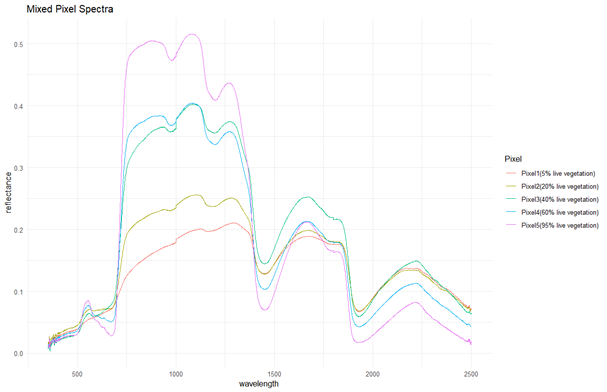 Mixed Pixel Spectra
0.5
0.4
0.3
0.2
0.1
0.0
reflectance
500
1000
1500
2000
2500
wavelength
Pixel
Pixel1(5% live vegetation)
Pixel2(20% live vegetation)
Pixel3(40% live vegetation)
Pixel4(60% live vegetation)
Pixel5(95% live vegetation)